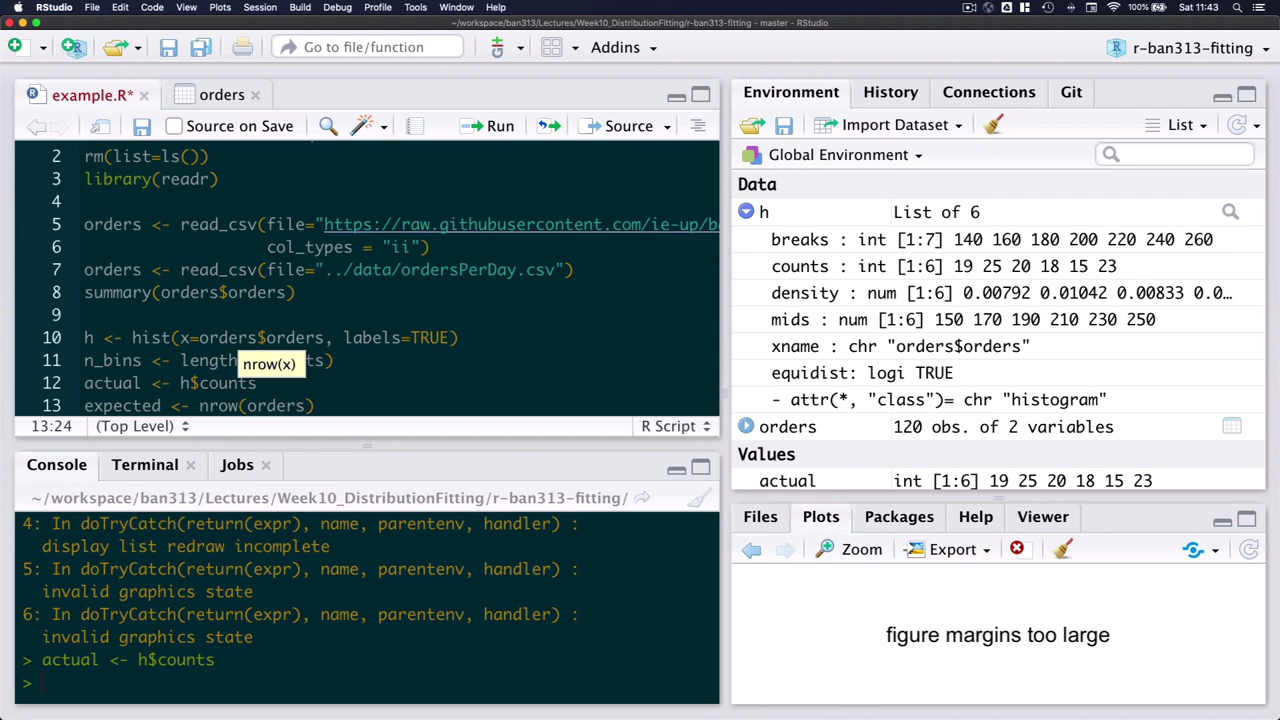 RStudio File Edit Code View Plots Session Build Debug Profile Tools Window Help 100% Sat 11:43
~/workspace/ban313/Lectures/Week10_DistributionFitting/r-ban313-fitting - master - RStudio
Go to file/function Addins r-ban313-fitting
example.R* orders
Source on Save Run Source
2 rm(list=ls())
3 library(readr)
4
5 orders <- read_csv(file="https://raw.githubusercontent.com/ie-up/b
6 col_types = "ii")
7 orders <- read_csv(file="../data/ordersPerDay.csv")
8 summary(orders$orders)
9
10 h <- hist(x=orders$orders, labels=TRUE)
11 n_bins <- length ts)
nrow(x)
12 actual <- h$counts
13 expected <- nrow(orders)
13:24 (Top Level) R Script
Console Terminal Jobs
~/workspace/ban313/Lectures/Week10_DistributionFitting/r-ban313-fitting/
4: In doTryCatch(return(expr), name, parentenv, handler) :
display list redraw incomplete
5: In doTryCatch(return(expr), name, parentenv, handler) :
invalid graphics state
6: In doTryCatch(return(expr), name, parentenv, handler) :
invalid graphics state
> actual <- h$counts
>
Environment History Connections Git
Import Dataset List
Global Environment
Data
h List of 6
breaks : int [1:7] 140 160 180 200 220 240 260
counts : int [1:6] 19 25 20 18 15 23
density : num [1:6] 0.00792 0.01042 0.00833 0.0...
mids : num [1:6] 150 170 190 210 230 250
xname : chr "orders$orders"
equidist: logi TRUE
- attr(*, "class")= chr "histogram"
orders 120 obs. of 2 variables
Values
actual int [1:6] 19 25 20 18 15 23
Files Plots Packages Help Viewer
Zoom Export
figure margins too large